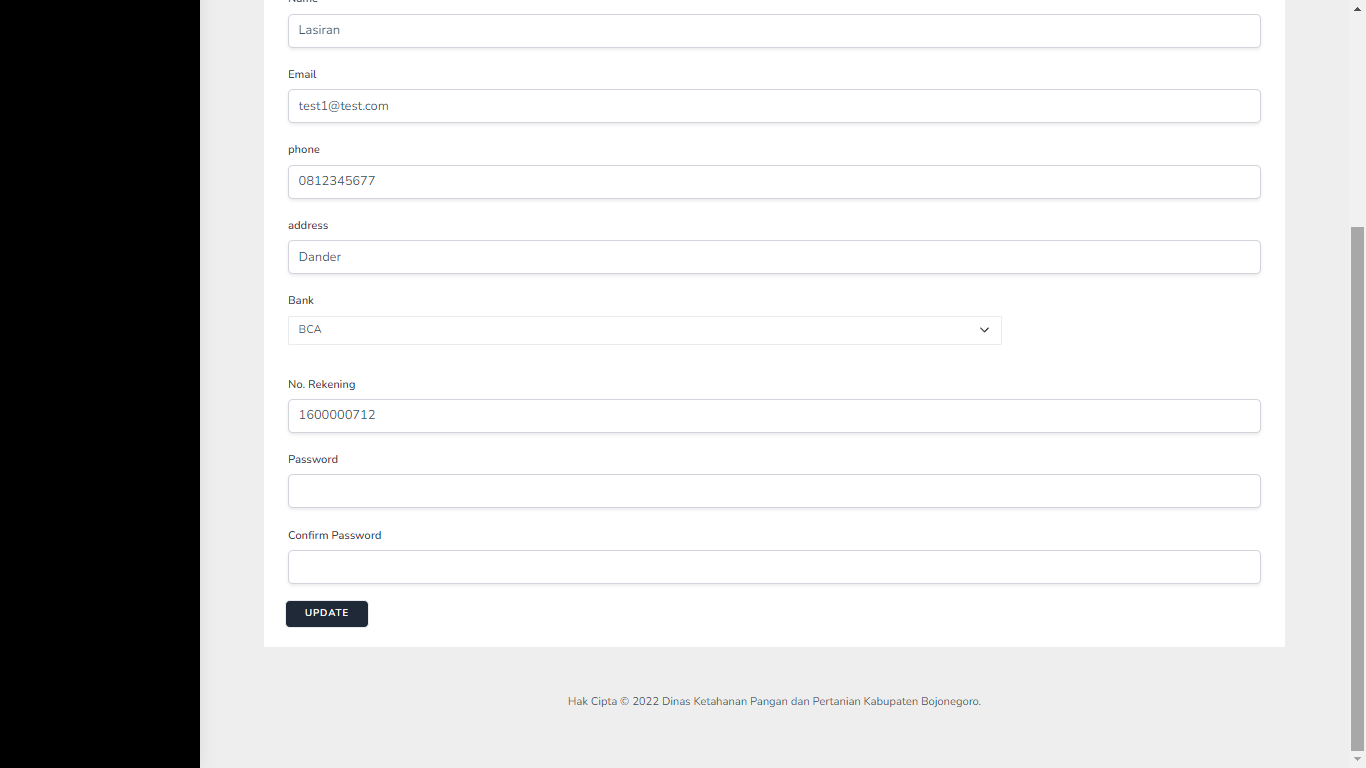 Name
Lasiran
Email
test1@test.com
phone
0812345677
address
Dander
Bank
BCA
No. Rekening
1600000712
Password
Confirm Password
UPDATE
Hak Cipta © 2022 Dinas Ketahanan Pangan dan Pertanian Kabupaten Bojonegoro.